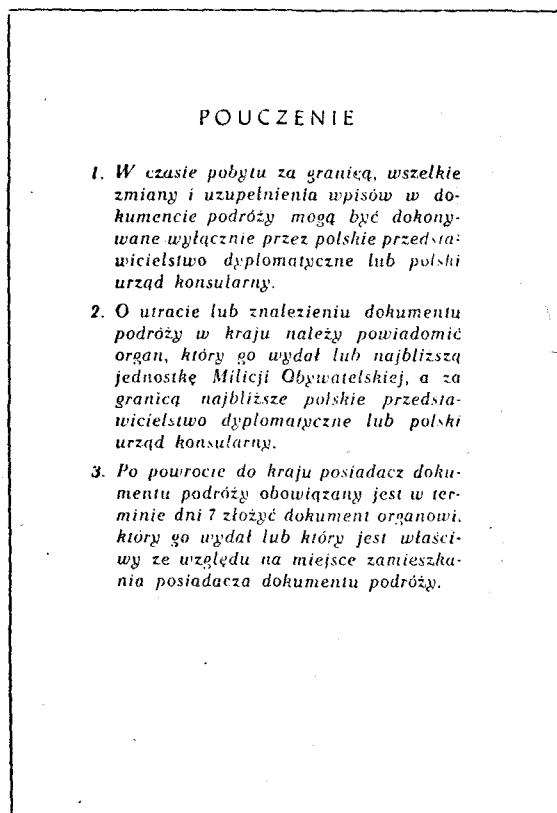 POUCZENIE
1. W czasie pobytu za granicą, wszelkie
zmiany i uzupełnienia wpisów w do-
kumencie podróży mogą być dokony-
wane wyłącznie przez polskie przedsta-
wicielstwo dyplomatyczne lub polski
urząd konsularny.
2. O utracie lub znalezieniu dokumentu
podróży w kraju należy powiadomić
organ, który go wydał lub najbliższą
jednostkę Milicji Obywatelskiej, a za
granicą najbliższe polskie przedsta-
wicielstwo dyplomatyczne lub polski
urząd konsularny.
3. Po powrocie do kraju posiadacz doku-
mentu podróży obowiązany jest w ter-
minie dni 7 złożyć dokument organowi,
który go wydał lub który jest właści-
wy ze względu na miejsce zamieszka-
nia posiadacza dokumentu podróży.